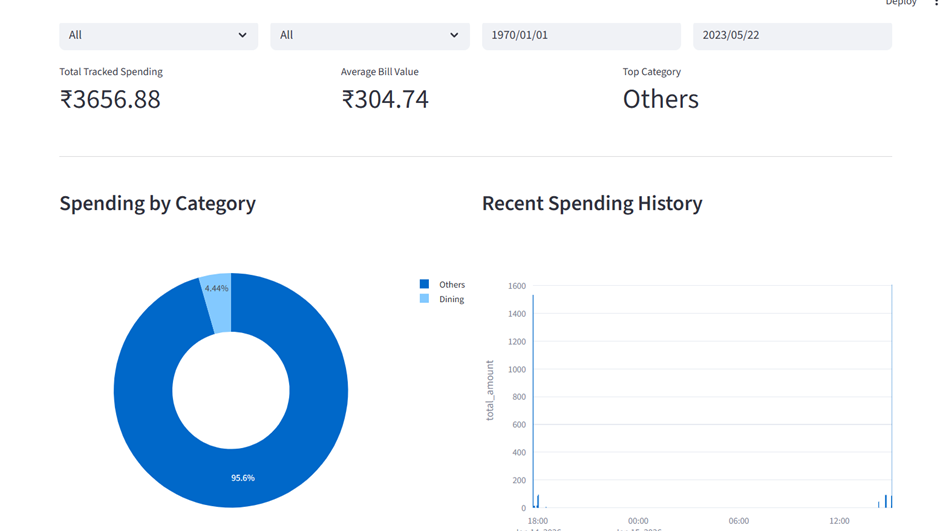 Deploy
All
All
1970/01/01
2023/05/22
Total Tracked Spending
Average Bill Value
Top Category
₹3656.88
₹304.74
Others
Spending by Category
Recent Spending History
4.44%
95.6%
Others
Dining
1600
1400
1200
1000
800
600
400
200
0
total_amount
18:00
00:00
06:00
12:00